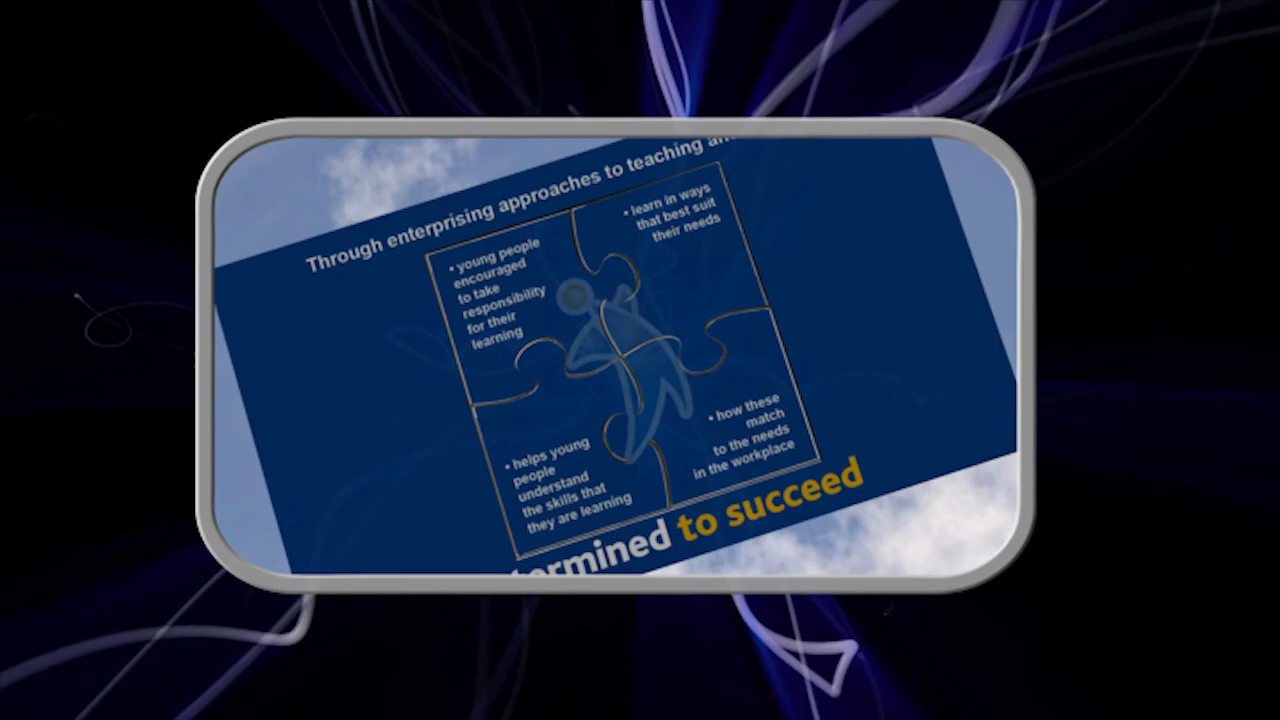 Through enterprising approaches to teaching
• young people
encouraged
to take
responsibility
for their
learning
• learn in ways
that best suit
their needs
• helps young
people
understand
the skills that
they are learning
• how these
match
to the needs
in the workplace
ermined to succeed